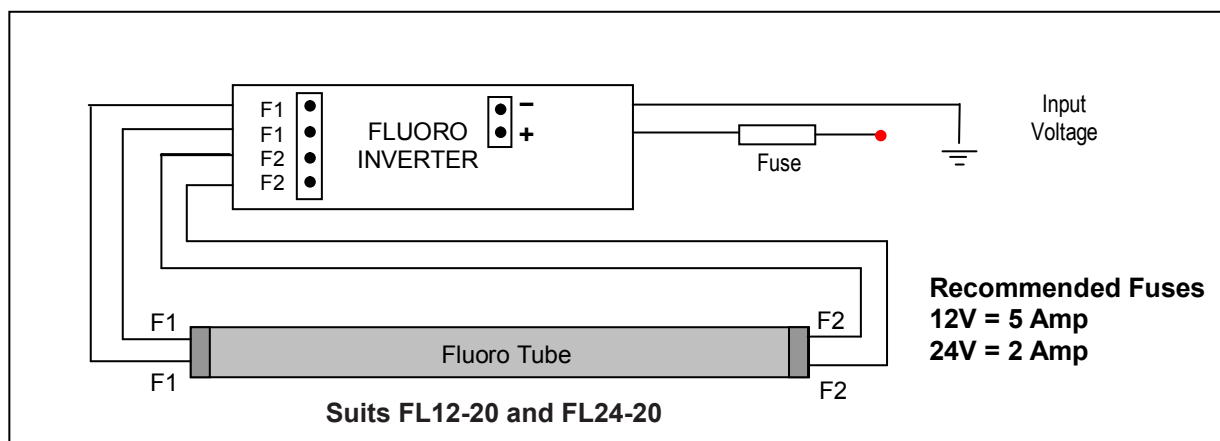 F1
F1
F2
F2
FLUORO
INVERTER
–
+
Fuse
Input
Voltage
F1
F1
Fluoro Tube
F2
F2
Recommended Fuses
12V = 5 Amp
24V = 2 Amp
Suits FL12-20 and FL24-20